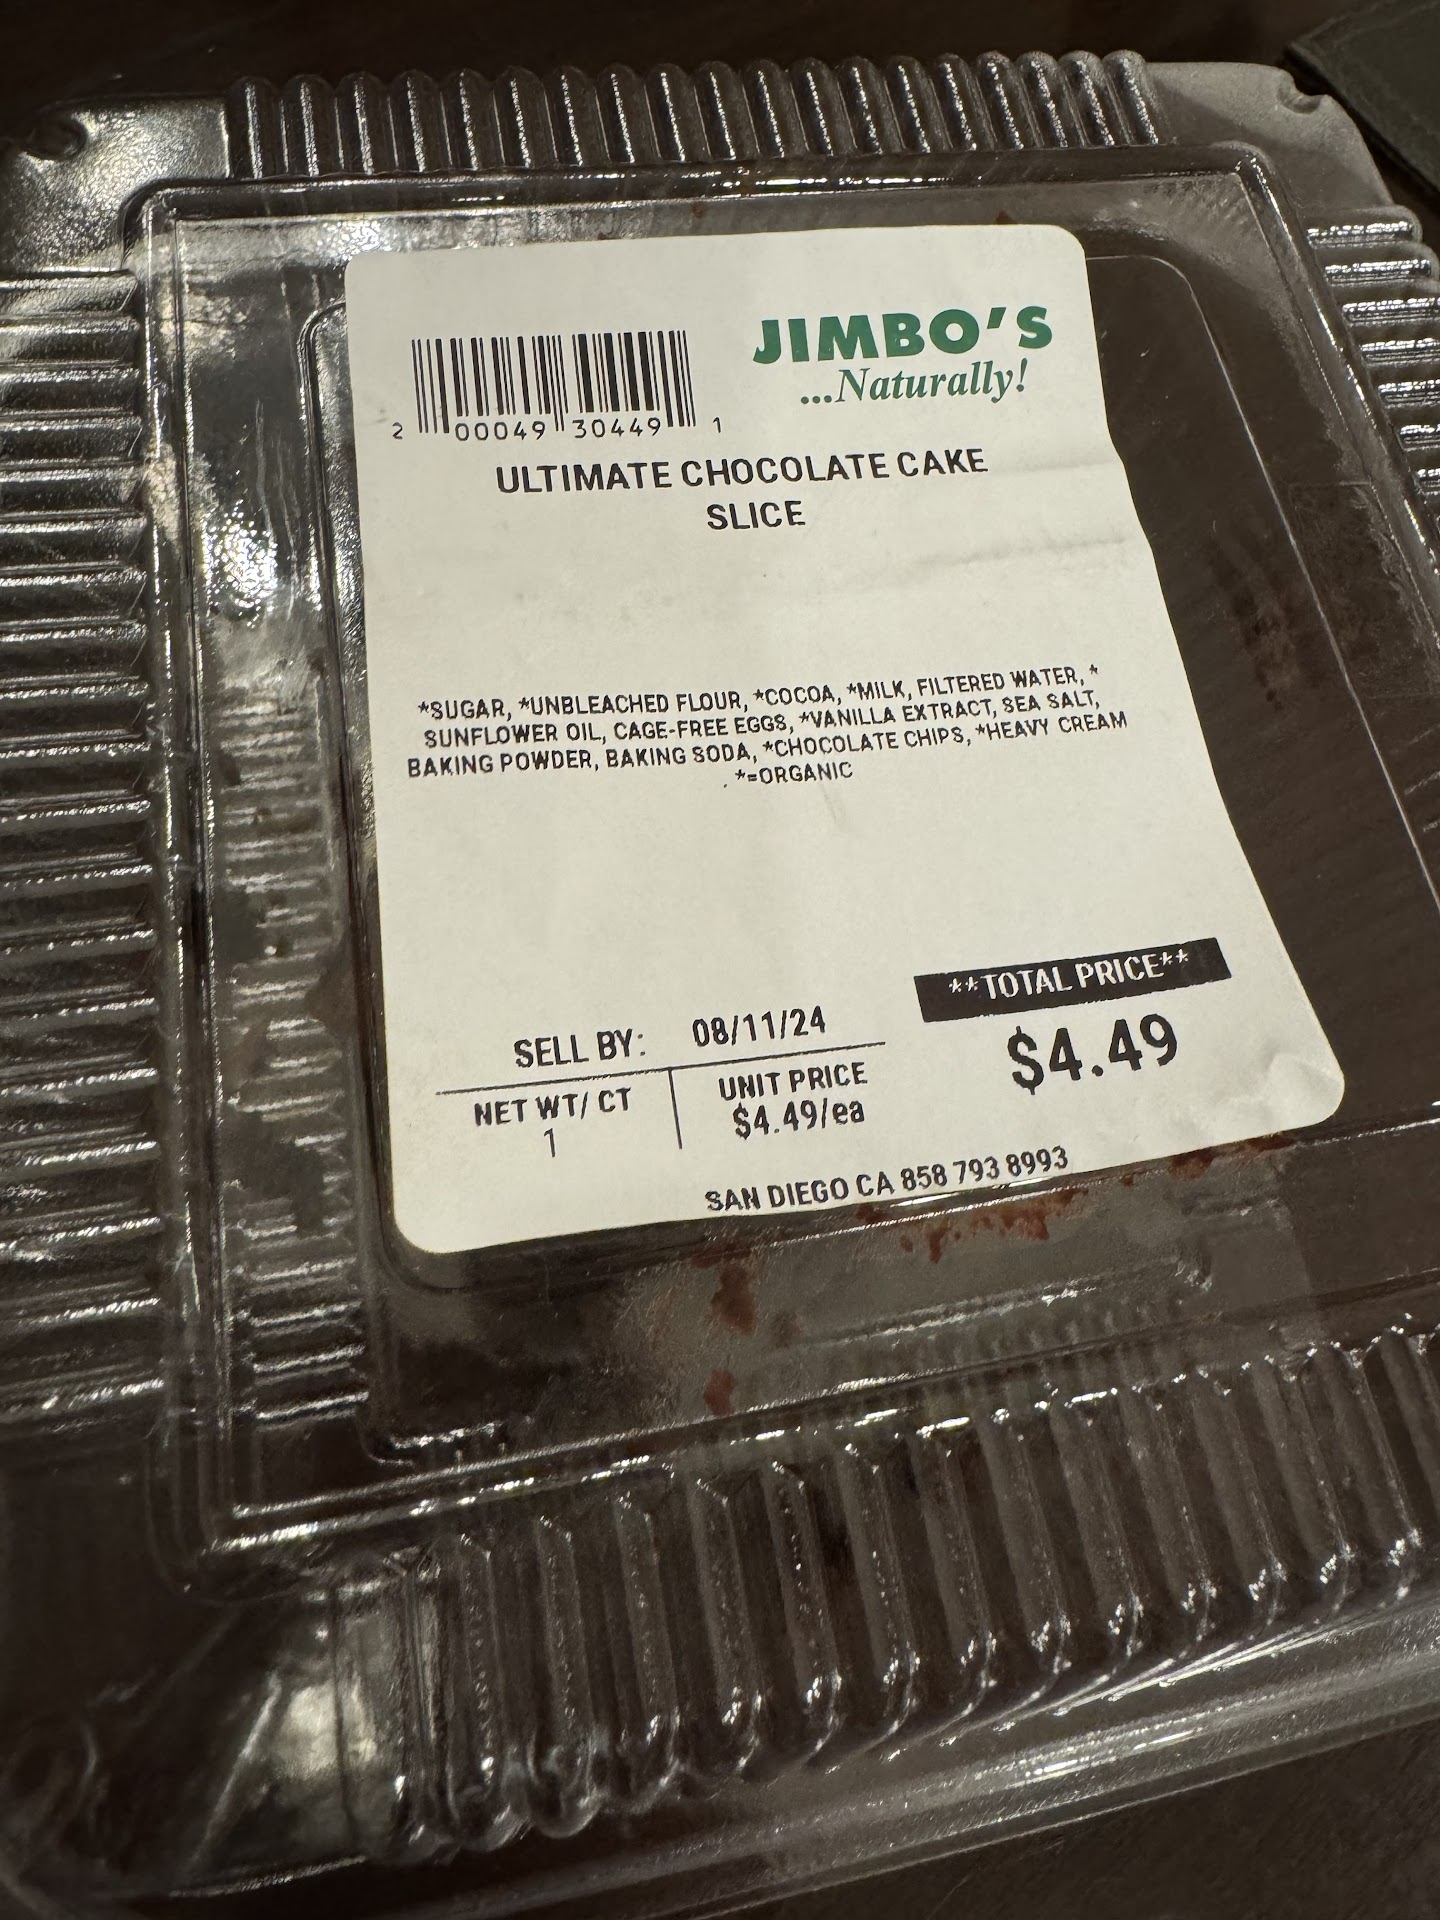 JIMBO'S
...Naturally!
2 00049 30449 1
ULTIMATE CHOCOLATE CAKE
SLICE
*SUGAR, *UNBLEACHED FLOUR, *COCOA, *MILK, FILTERED WATER, *
SUNFLOWER OIL, CAGE-FREE EGGS, *VANILLA EXTRACT, SEA SALT,
BAKING POWDER, BAKING SODA, *CHOCOLATE CHIPS, *HEAVY CREAM
. *=ORGANIC
**TOTAL PRICE**
$4.49
SELL BY: 08/11/24
NET WT/ CT
1
UNIT PRICE
$4.49/ea
SAN DIEGO CA 858 793 8993